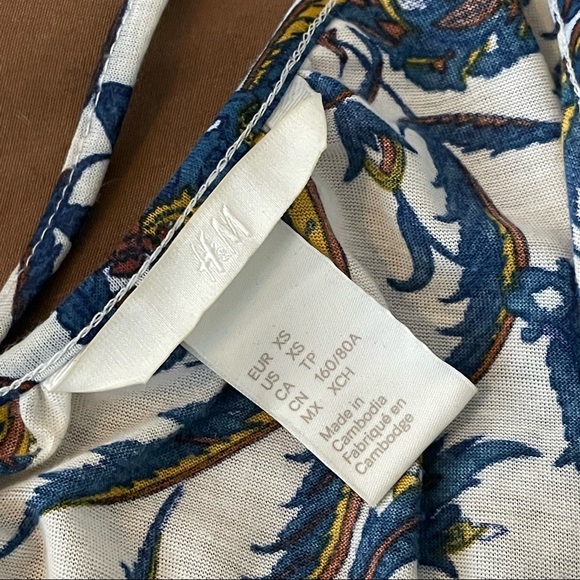 H&M
EUR XS
US XS
CA TP
CN 160/80A
MX XCH
Made in
Cambodia
Fabriqué en
Cambodge